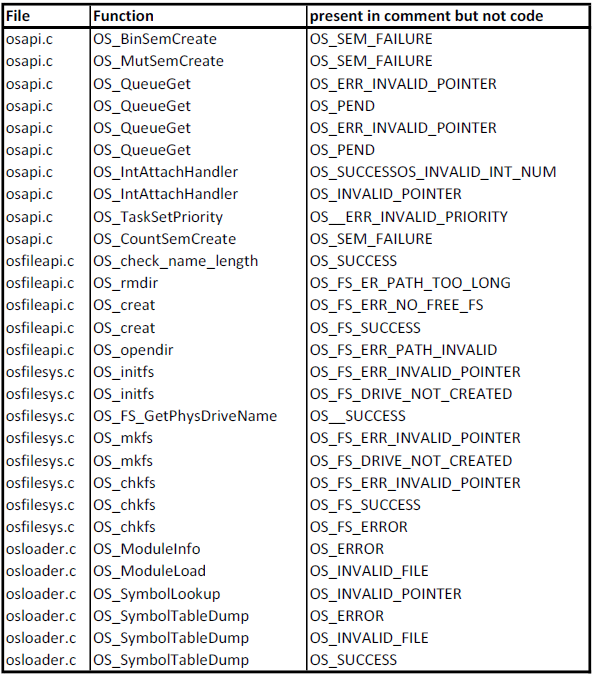 File Function present in comment but not code
osapi.c OS_BinSemCreate OS_SEM_FAILURE
osapi.c OS_MutSemCreate OS_SEM_FAILURE
osapi.c OS_QueueGet OS_ERR_INVALID_POINTER
osapi.c OS_QueueGet OS_PEND
osapi.c OS_QueueGet OS_ERR_INVALID_POINTER
osapi.c OS_QueueGet OS_PEND
osapi.c OS_IntAttachHandler OS_SUCCESSOS_INVALID_INT_NUM
osapi.c OS_IntAttachHandler OS_INVALID_POINTER
osapi.c OS_TaskSetPriority OS__ERR_INVALID_PRIORITY
osapi.c OS_CountSemCreate OS_SEM_FAILURE
osfileapi.c OS_check_name_length OS_SUCCESS
osfileapi.c OS_rmdir OS_FS_ER_PATH_TOO_LONG
osfileapi.c OS_creat OS_FS_ERR_NO_FREE_FS
osfileapi.c OS_creat OS_FS_SUCCESS
osfileapi.c OS_opendir OS_FS_ERR_PATH_INVALID
osfilesys.c OS_initfs OS_FS_ERR_INVALID_POINTER
osfilesys.c OS_initfs OS_FS_DRIVE_NOT_CREATED
osfilesys.c OS_FS_GetPhysDriveName OS__SUCCESS
osfilesys.c OS_mkfs OS_FS_ERR_INVALID_POINTER
osfilesys.c OS_mkfs OS_FS_DRIVE_NOT_CREATED
osfilesys.c OS_chkfs OS_FS_ERR_INVALID_POINTER
osfilesys.c OS_chkfs OS_FS_SUCCESS
osfilesys.c OS_chkfs OS_FS_ERROR
osloader.c OS_ModuleInfo OS_ERROR
osloader.c OS_ModuleLoad OS_INVALID_FILE
osloader.c OS_SymbolLookup OS_INVALID_POINTER
osloader.c OS_SymbolTableDump OS_ERROR
osloader.c OS_SymbolTableDump OS_INVALID_FILE
osloader.c OS_SymbolTableDump OS_SUCCESS